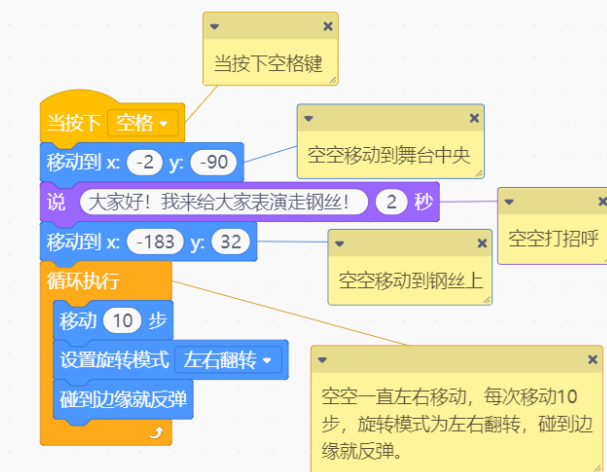 当按下空格键
当按下 空格
移动到 x: -2 y: -90
空空移动到舞台中央
说 大家好！我来给大家表演走钢丝！ 2 秒
空空打招呼
移动到 x: -183 y: 32
空空移动到钢丝上
循环执行
移动 10 步
设置旋转模式 左右翻转
碰到边缘就反弹
空空一直左右移动，每次移动10
步，旋转模式为左右翻转，碰到边
缘就反弹。